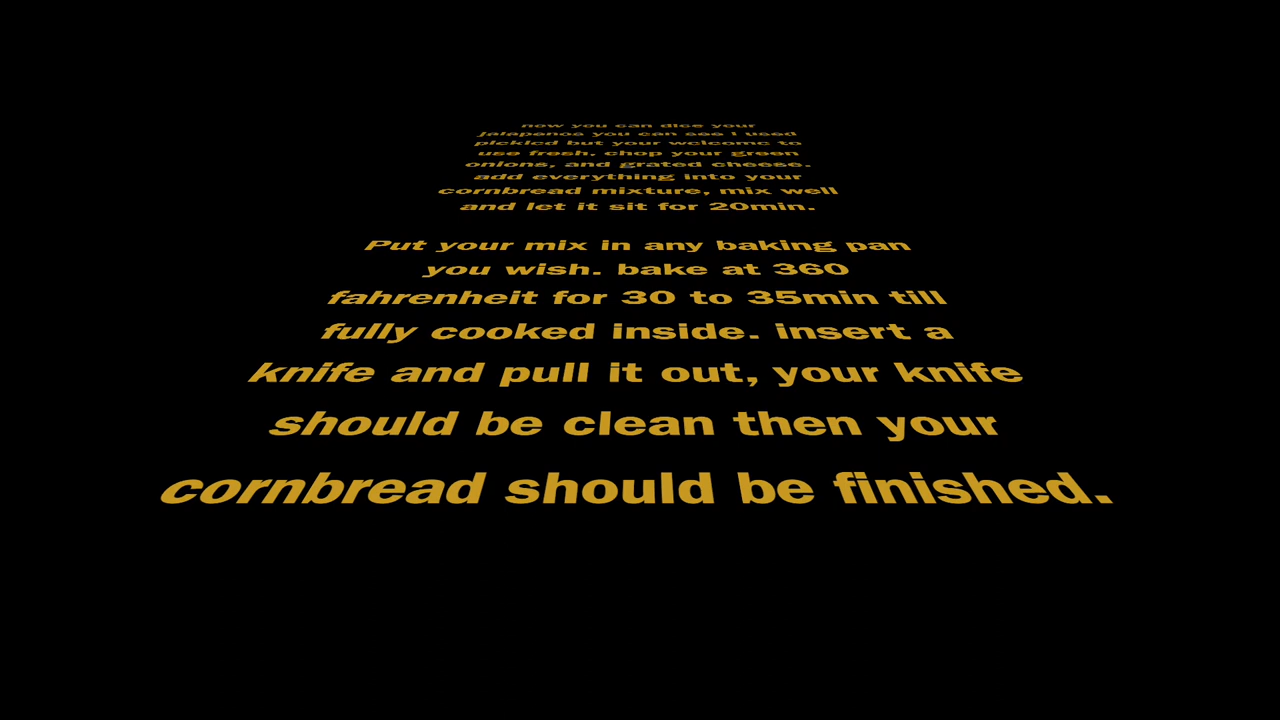 now you can dice your
jalapenos you can see i used
pickled but your welcome to
use fresh, chop your green
onions, and grated cheese.
add everything into your
cornbread mixture, mix well
and let it sit for 20min.
Put your mix in any baking pan
you wish. bake at 360
fahrenheit for 30 to 35min till
fully cooked inside. insert a
knife and pull it out, your knife
should be clean then your
cornbread should be finished.